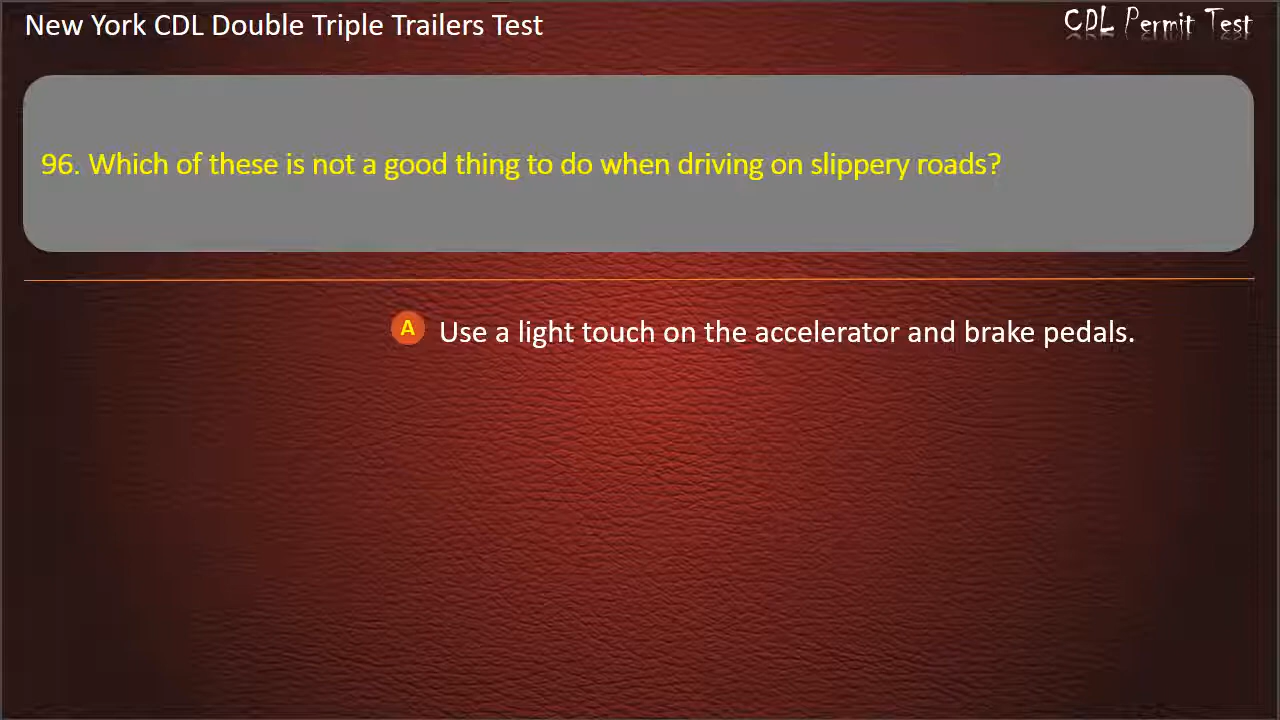 New York CDL Double Triple Trailers Test
CDL Permit Test
96. Which of these is not a good thing to do when driving on slippery roads?
A Use a light touch on the accelerator and brake pedals.